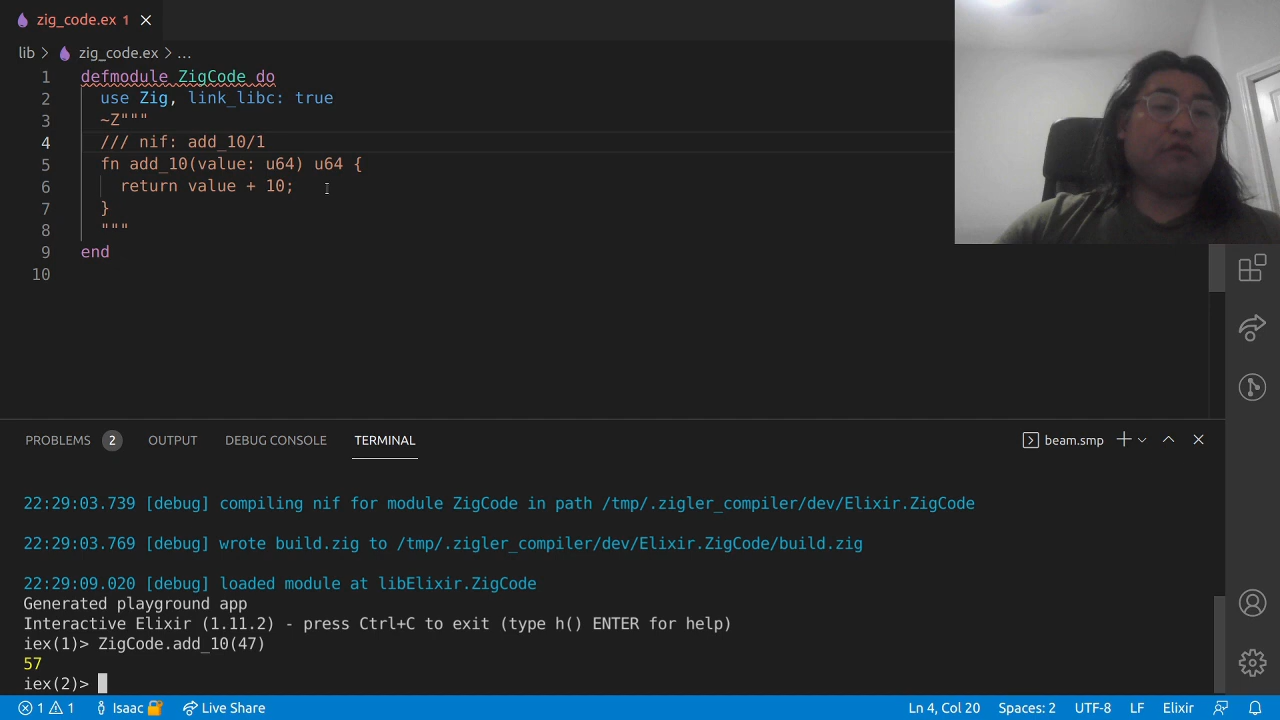 zig_code.ex 1
lib > zig_code.ex > ...
1 defmodule ZigCode do
2 use Zig, link_libc: true
3 ~Z"""
4 /// nif: add_10/1
5 fn add_10(value: u64) u64 {
6 return value + 10;
7 }
8 """
9 end
10
PROBLEMS 2 OUTPUT DEBUG CONSOLE TERMINAL beam.smp
22:29:03.739 [debug] compiling nif for module ZigCode in path /tmp/.zigler_compiler/dev/Elixir.ZigCode
22:29:03.769 [debug] wrote build.zig to /tmp/.zigler_compiler/dev/Elixir.ZigCode/build.zig
22:29:09.020 [debug] loaded module at libElixir.ZigCode
Generated playground app
Interactive Elixir (1.11.2) - press Ctrl+C to exit (type h() ENTER for help)
iex(1)> ZigCode.add_10(47)
57
iex(2)>
1 1 Isaac Live Share Ln 4, Col 20 Spaces: 2 UTF-8 LF Elixir